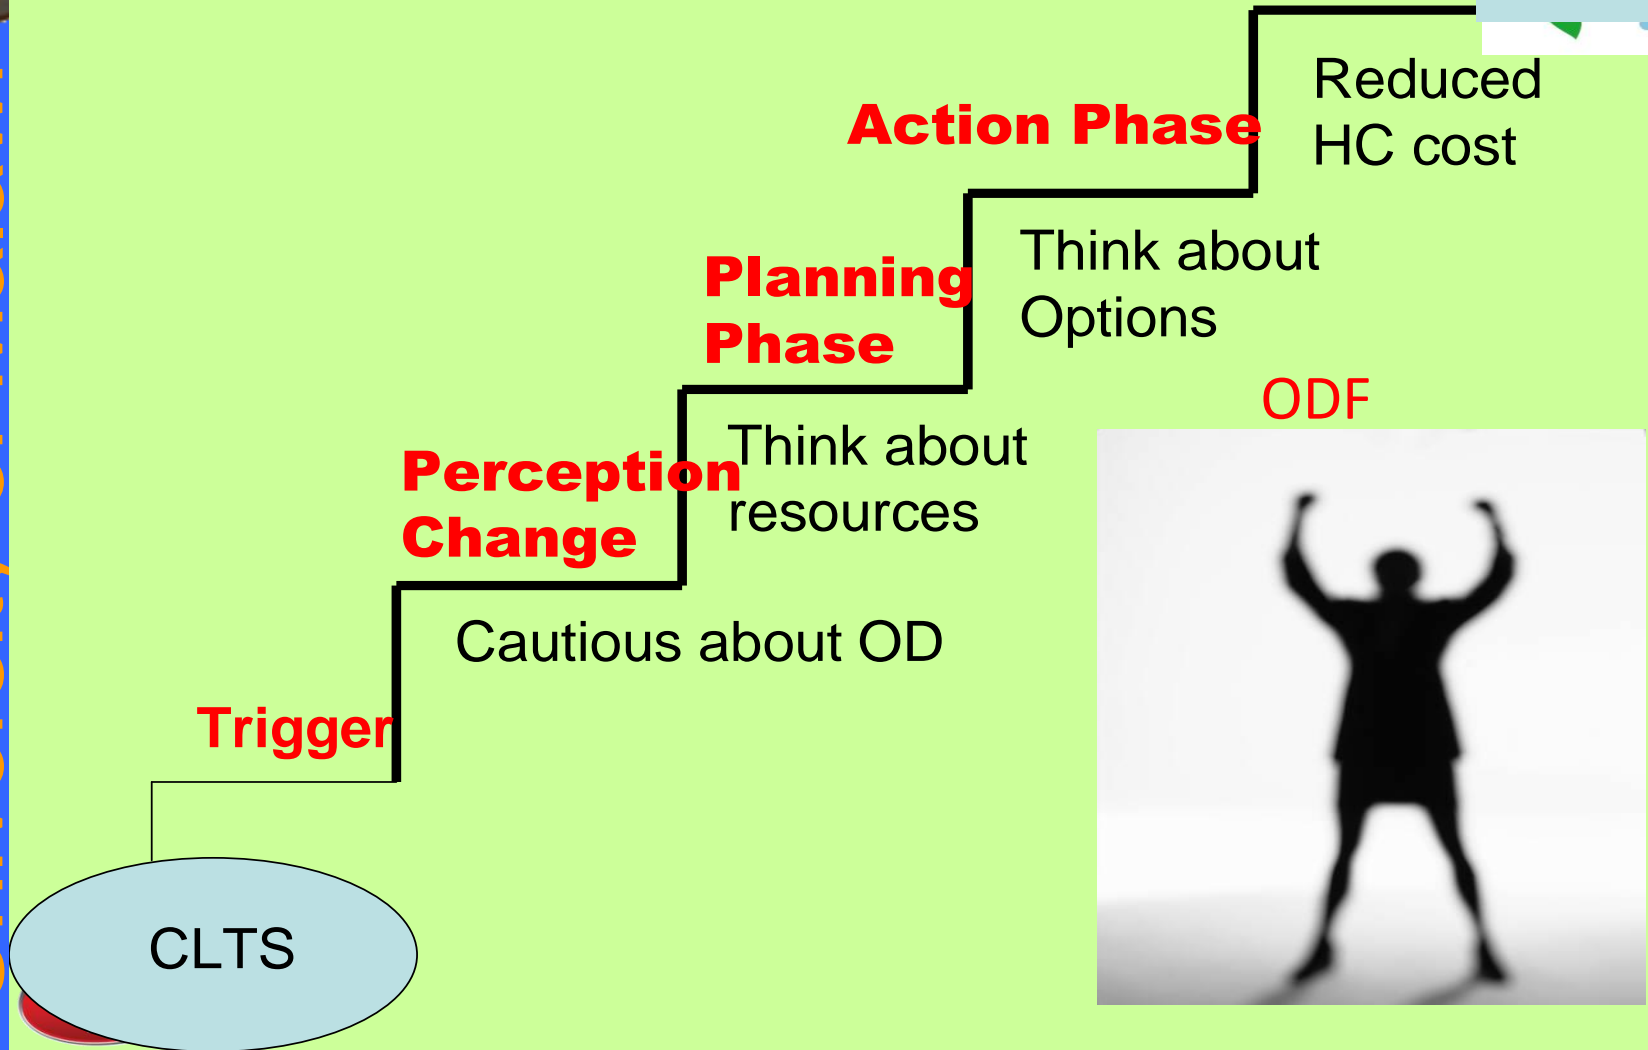 Reduced
HC cost
Action Phase
Think about
Options
Planning
Phase
ODF
Think about
resources
Perception
Change
Cautious about OD
Trigger
CLTS